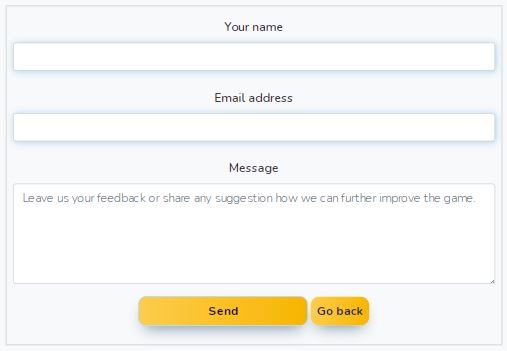 Your name
Email address
Message
Leave us your feedback or share any suggestion how we can further improve the game.
Send Go back